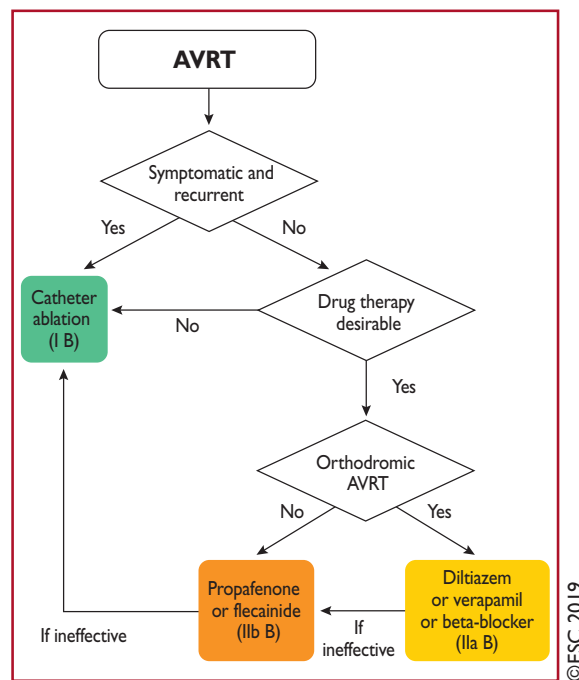 AVRT
Symptomatic and
recurrent
Yes
No
Catheter
ablation
(I B)
No
Drug therapy
desirable
Yes
Orthodromic
AVRT
No
Yes
Propafenone
or flecainide
(IIb B)
Diltiazem
or verapamil
or beta-blocker
(IIa B)
If ineffective
If
ineffective
©ESC 2019